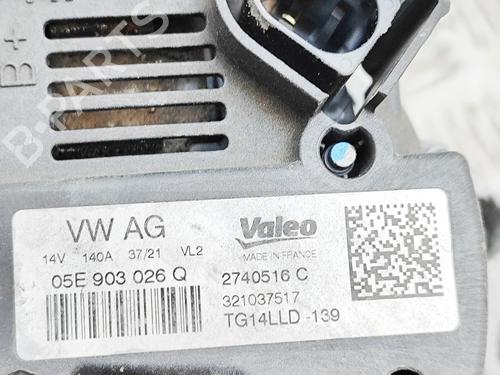 B+
B-PARTS
VW AG
14V 140A 37/21 VL2
05E 903 026 Q
Valeo
MADE IN FRANCE
2740516 C
321037517
TG14LLD -139